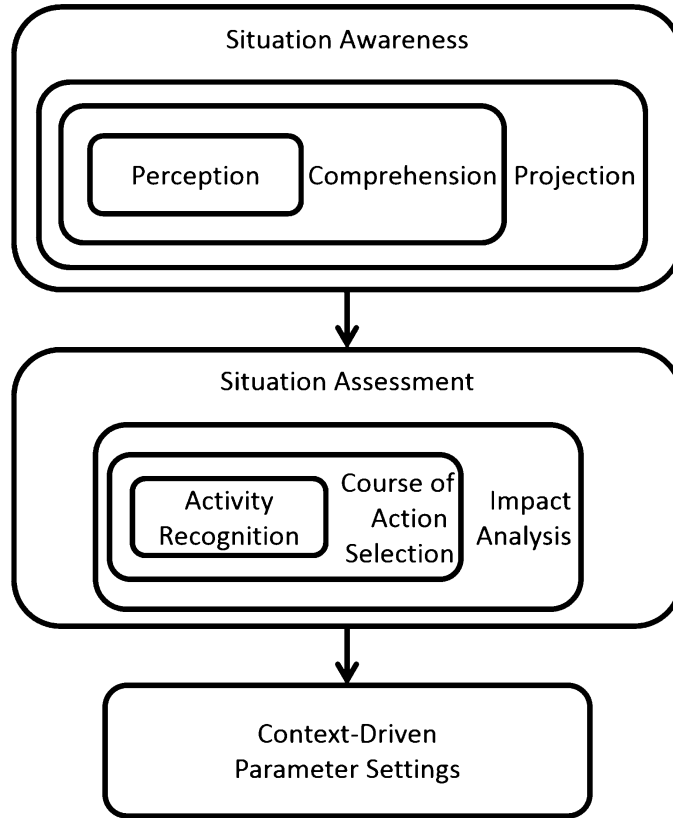 Situation Awareness
Perception
Comprehension
Projection
Situation Assessment
Activity
Recognition
Course of
Action
Selection
Impact
Analysis
Context-Driven
Parameter Settings